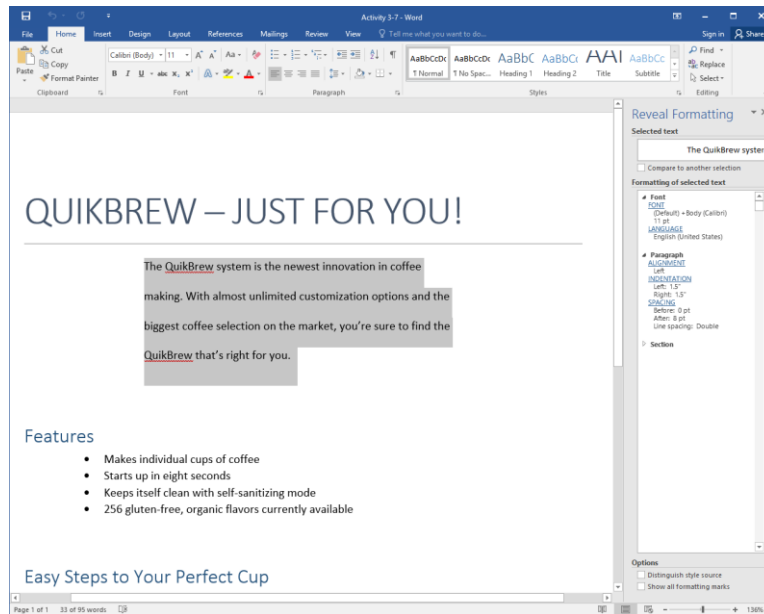 Activity 3-7 - Word
File Home Insert Design Layout References Mailings Review View Tell me what you want to do... Sign in Share
Paste
Cut
Copy
Format Painter
Clipboard
Calibri (Body) 11 A A Aa
B I U abc x₂ x² A A
Font
Paragraph
AaBbCcDc AaBbCcDc AaBbC AaBbCc AAI AaBbCc
¶ Normal ¶ No Spac... Heading 1 Heading 2 Title Subtitle
Styles
Find
Replace
Select
Editing
QUIKBREW – JUST FOR YOU!
The QuikBrew system is the newest innovation in coffee
making. With almost unlimited customization options and the
biggest coffee selection on the market, you’re sure to find the
QuikBrew that’s right for you.
Features
• Makes individual cups of coffee
• Starts up in eight seconds
• Keeps itself clean with self-sanitizing mode
• 256 gluten-free, organic flavors currently available
Easy Steps to Your Perfect Cup
Reveal Formatting
Selected text
The QuikBrew system
Compare to another selection
Formatting of selected text
Font
FONT
(Default) +Body (Calibri)
11 pt
LANGUAGE
English (United States)
Paragraph
ALIGNMENT
Left
INDENTATION
Left: 1.5"
Right: 1.5"
SPACING
Before: 0 pt
After: 8 pt
Line spacing: Double
Section
Options
Distinguish style source
Show all formatting marks
Page 1 of 1 33 of 95 words 130%